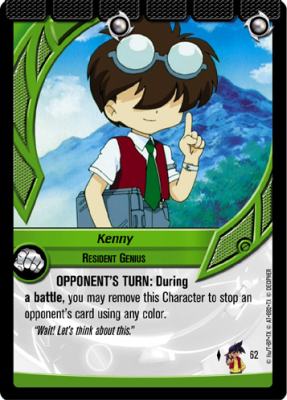 Kenny
RESIDENT GENIUS
OPPONENT'S TURN: During
a battle, you may remove this Character to stop an
opponent's card using any color.
"Wait! Let's think about this."
62